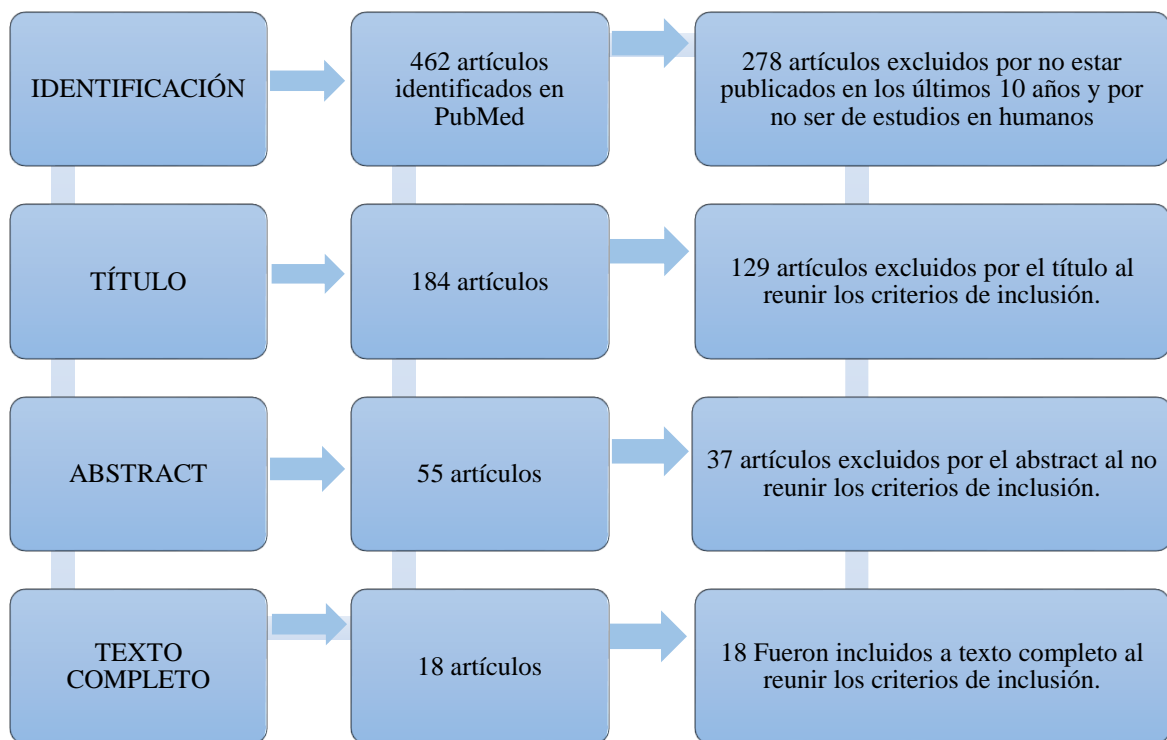 IDENTIFICACIÓN
462 artículos
identificados en
PubMed
278 artículos excluidos por no estar
publicados en los últimos 10 años y por
no ser de estudios en humanos
TÍTULO
184 artículos
129 artículos excluidos por el título al
reunir los criterios de inclusión.
ABSTRACT
55 artículos
37 artículos excluidos por el abstract al no
reunir los criterios de inclusión.
TEXTO
COMPLETO
18 artículos
18 Fueron incluidos a texto completo al
reunir los criterios de inclusión.